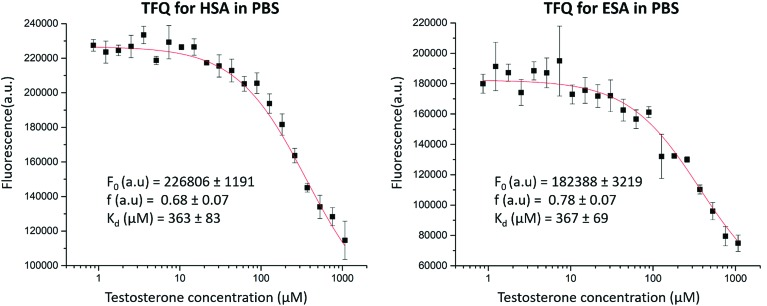 TFQ for HSA in PBS
240000
220000
200000
180000
160000
140000
120000
100000
Fluorescence(a.u.)
F0 (a.u) = 226806 ± 1191
f (a.u) = 0.68 ± 0.07
Kd (μM) = 363 ± 83
1 10 100 1000
Testosterone concentration (μM)
TFQ for ESA in PBS
220000
200000
180000
160000
140000
120000
100000
80000
60000
Fluorescence(a.u.)
F0 (a.u) = 182388 ± 3219
f (a.u) = 0.78 ± 0.07
Kd (μM) = 367 ± 69
1 10 100 1000
Testosterone concentration (μM)